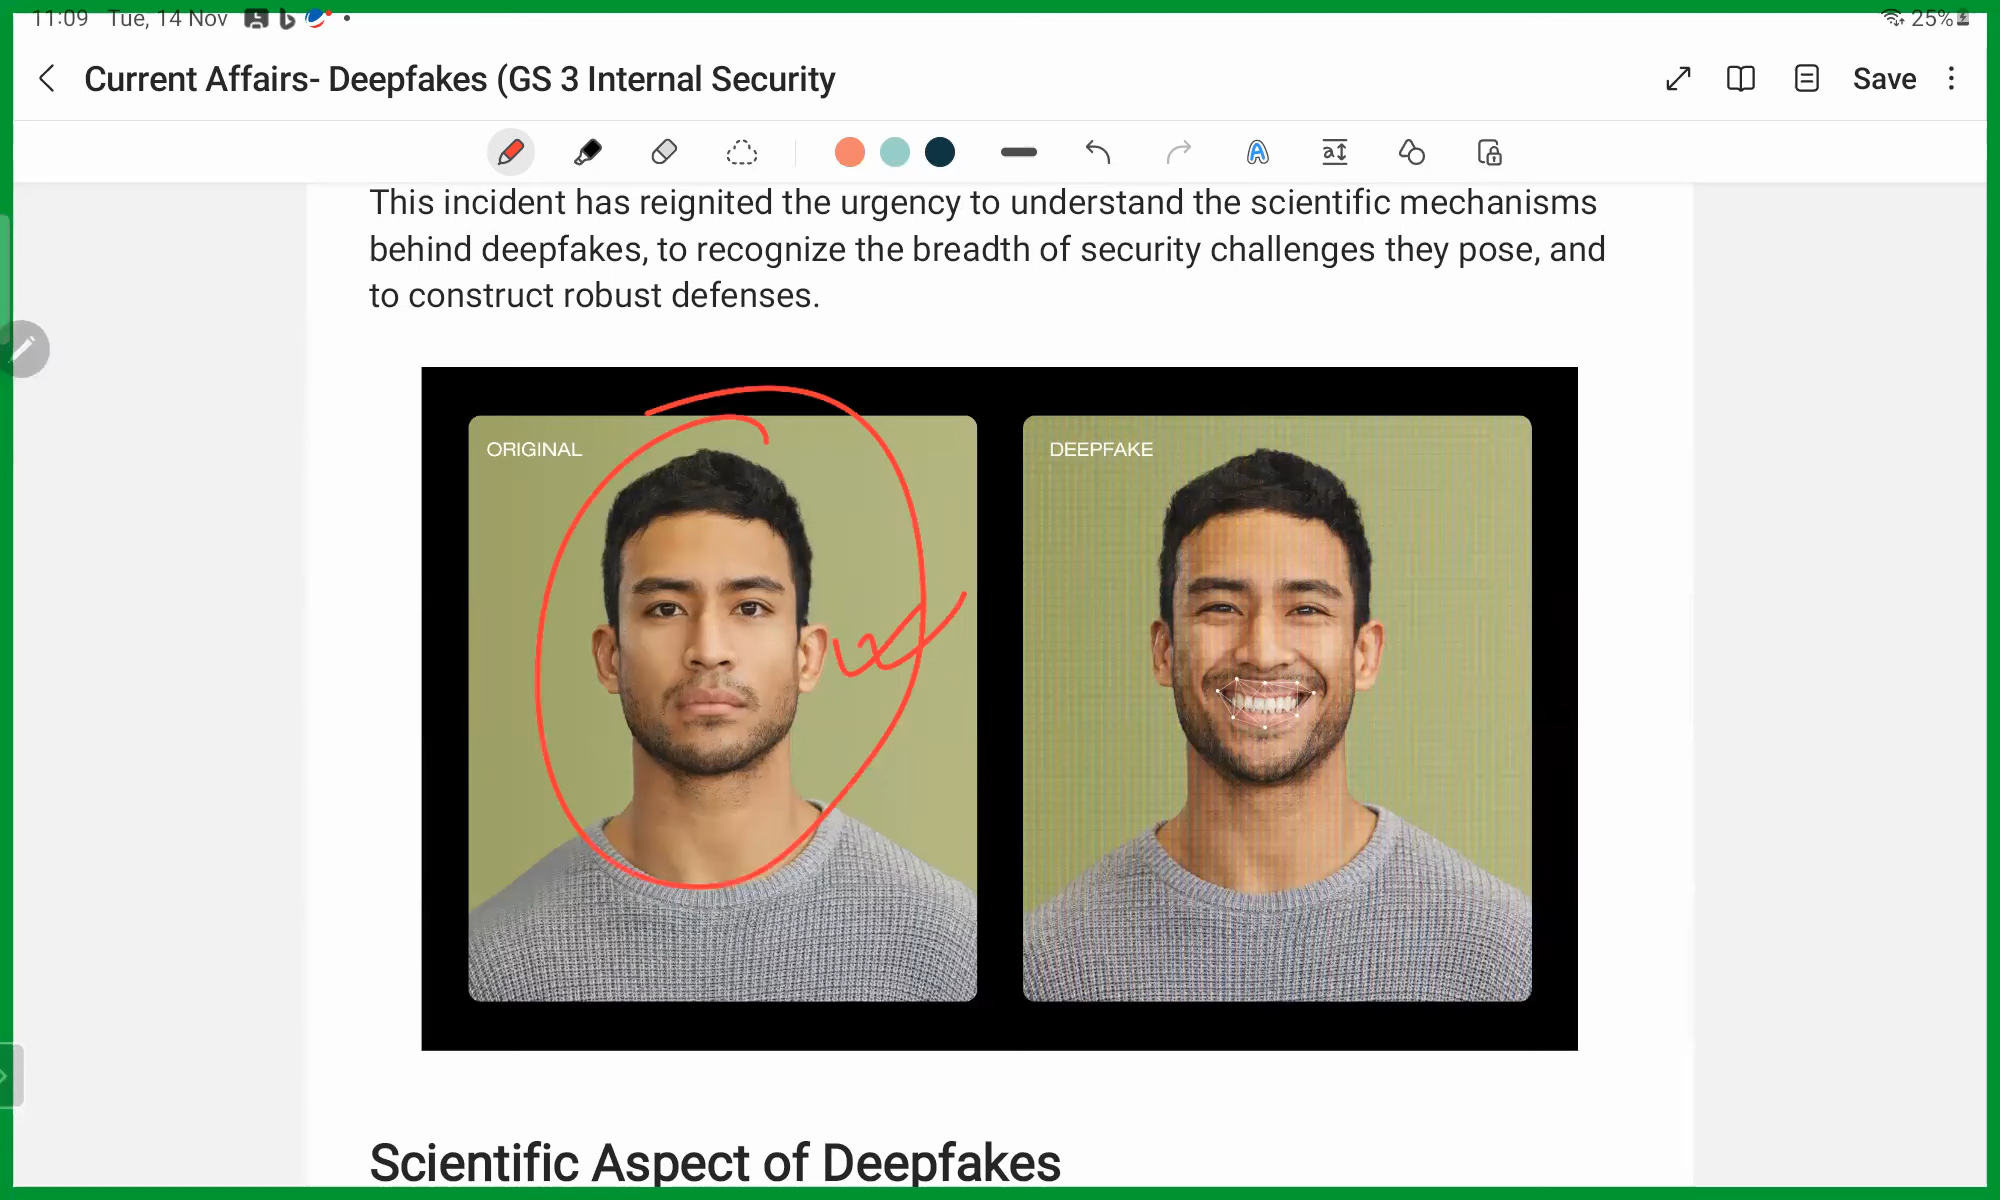 11:09 Tue, 14 Nov
25%
Current Affairs- Deepfakes (GS 3 Internal Security
Save
This incident has reignited the urgency to understand the scientific mechanisms
behind deepfakes, to recognize the breadth of security challenges they pose, and
to construct robust defenses.
ORIGINAL
DEEPFAKE
Scientific Aspect of Deepfakes